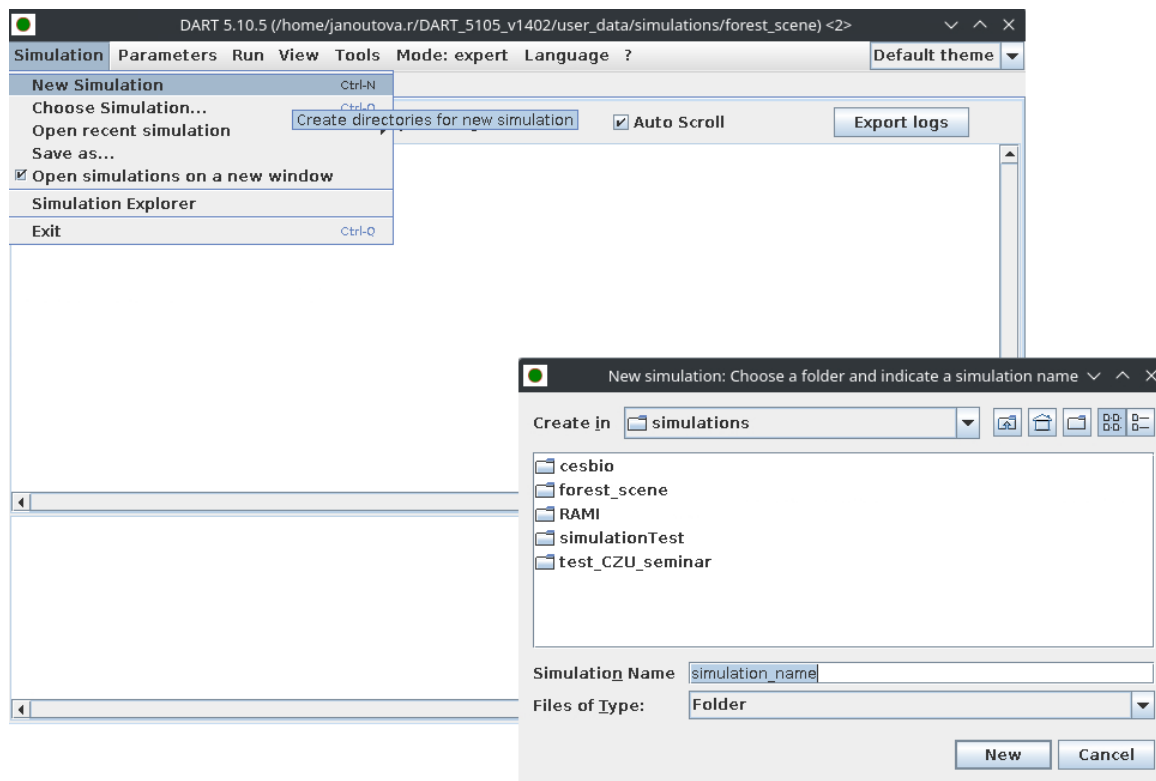 DART 5.10.5 (/home/janoutova.r/DART_5105_v1402/user_data/simulations/forest_scene) <2>
Simulation Parameters Run View Tools Mode: expert Language ? Default theme
New Simulation Ctrl-N
Choose Simulation... Ctrl-O
Create directories for new simulation
Auto Scroll
Export logs
Open recent simulation
Save as...
Open simulations on a new window
Simulation Explorer
Exit Ctrl-Q
New simulation: Choose a folder and indicate a simulation name
Create in simulations
cesbio
forest_scene
RAMI
simulationTest
test_CZU_seminar
Simulation Name simulation_name
Files of Type: Folder
New Cancel